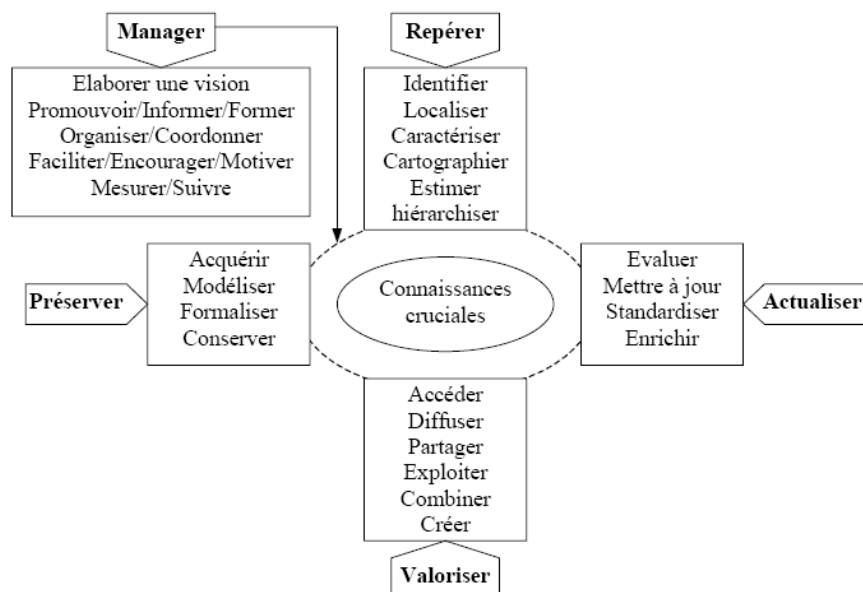 Manager
Elaborer une vision
Promouvoir/Informer/Former
Organiser/Coordonner
Faciliter/Encourager/Motiver
Mesurer/Suivre
Repérer
Identifier
Localiser
Caractériser
Cartographier
Estimer
hiérarchiser
Préserver
Acquérir
Modéliser
Formaliser
Conserver
Connaissances
cruciales
Evaluer
Mettre à jour
Standardiser
Enrichir
Actualiser
Accéder
Diffuser
Partager
Exploiter
Combiner
Créer
Valoriser